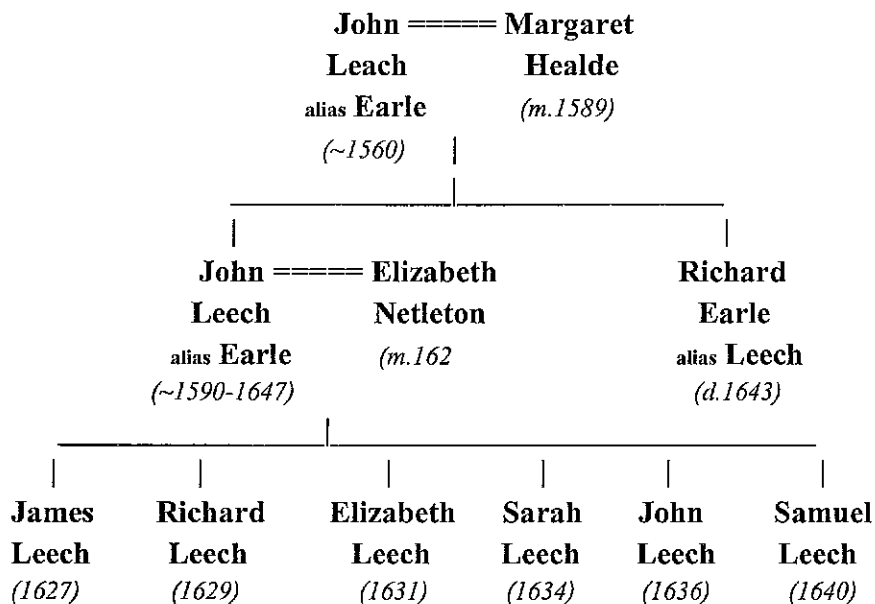 John ===== Margaret
Leach Healde
alias Earle (m.1589)
(~1560)
John ===== Elizabeth Richard
Leech Netleton Earle
alias Earle (m.162 alias Leech
(~1590-1647) (d.1643)
James Richard Elizabeth Sarah John Samuel
Leech Leech Leech Leech Leech Leech
(1627) (1629) (1631) (1634) (1636) (1640)